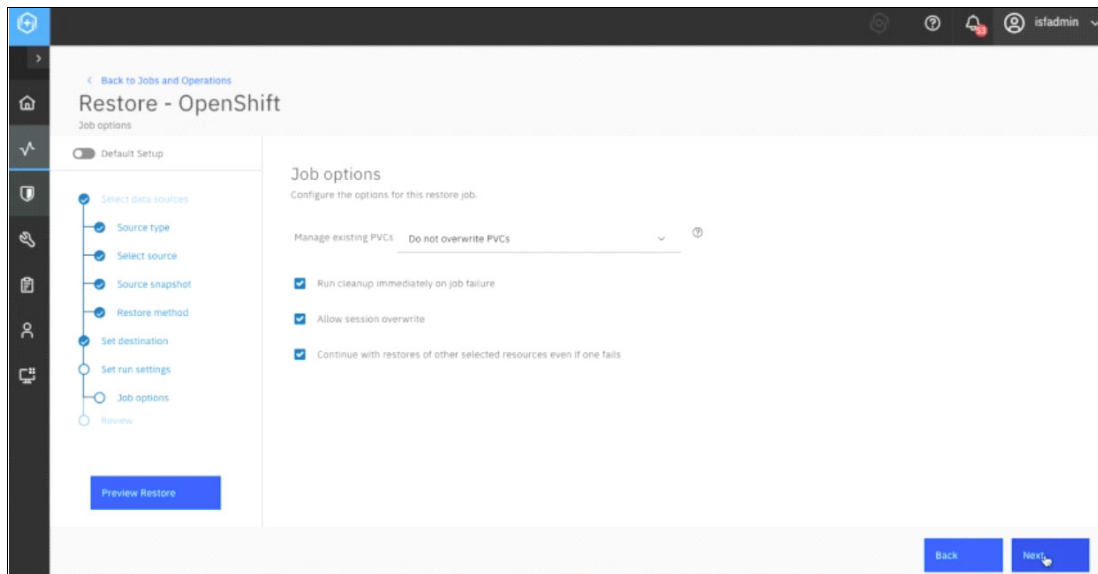 53
isfadmin
Back to Jobs and Operations
Restore - OpenShift
Job options
Default Setup
Select data sources
Source type
Select source
Source snapshot
Restore method
Set destination
Set run settings
Job options
Review
Preview Restore
Job options
Configure the options for this restore job.
Manage existing PVCs Do not overwrite PVCs
Run cleanup immediately on job failure
Allow session overwrite
Continue with restores of other selected resources even if one fails
Back
Next